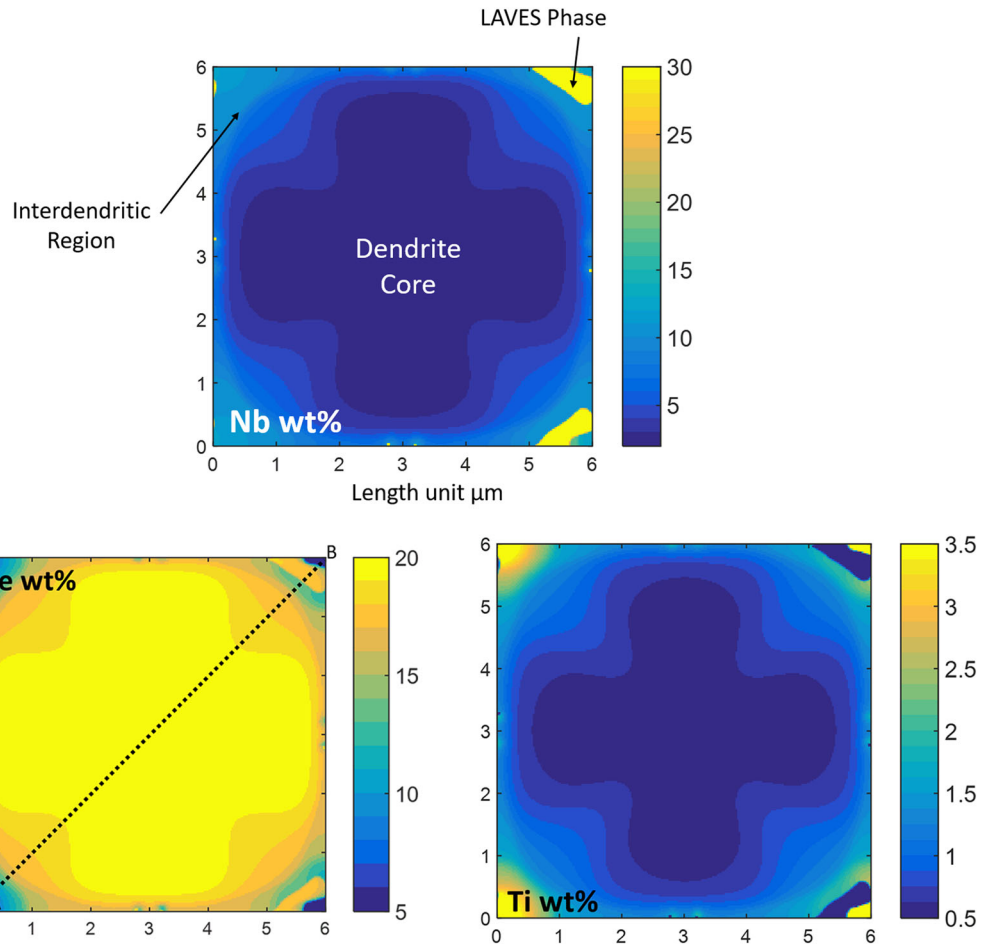 LAVES Phase
6
5
4
3
2
1
0
Interdendritic
Region
Dendrite
Core
Nb wt%
30
25
20
15
10
5
0 1 2 3 4 5 6
Length unit μm
e wt%
B
20
15
10
5
1 2 3 4 5 6
6
5
4
3
2
1
0
Ti wt%
3.5
3
2.5
2
1.5
1
0.5
0 1 2 3 4 5 6